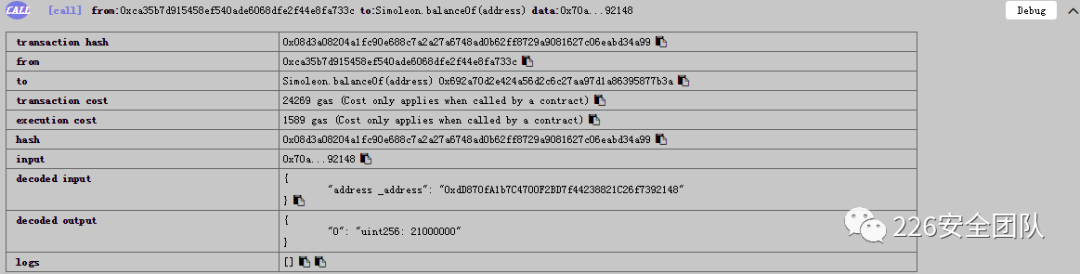 CALL [call] from:0xca35b7d915458ef540ade6068dfe2f44e8fa733c to:Simoleon.balanceOf(address) data:0x70a...92148 Debug
transaction hash 0x08d3a08204a1fc90e688c7a2a27a6748ad0b62ff8729a9081627c06eabd34a99
from 0xca35b7d915458ef540ade6068dfe2f44e8fa733c
to Simoleon.balanceOf(address) 0x692a70d2e424a56d2c6c27aa97d1a86395877b3a
transaction cost 24269 gas (Cost only applies when called by a contract)
execution cost 1589 gas (Cost only applies when called by a contract)
hash 0x08d3a08204a1fc90e688c7a2a27a6748ad0b62ff8729a9081627c06eabd34a99
input 0x70a...92148
decoded input {
"address _address": "0xdD870fA1b7C4700F2BD7f44238821C26f7392148"
}
decoded output {
"0": "uint256: 21000000"
}
logs []
226安全团队